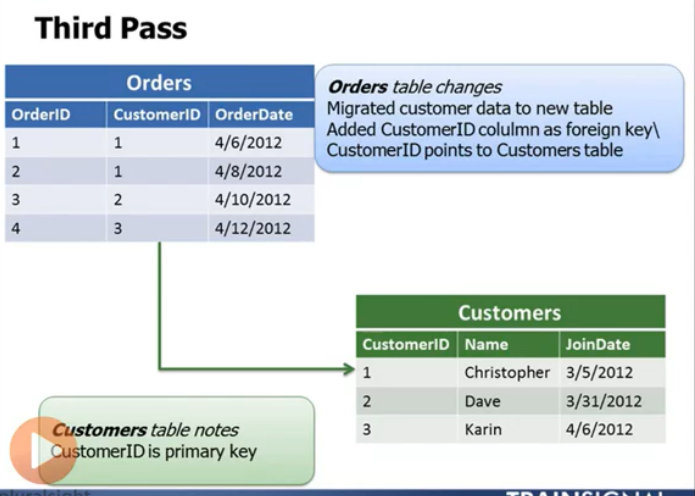 Third Pass
Orders
OrderID CustomerID OrderDate
1 1 4/6/2012
2 1 4/8/2012
3 2 4/10/2012
4 3 4/12/2012
Orders table changes
Migrated customer data to new table
Added CustomerID colulmn as foreign key\
CustomerID points to Customers table
Customers
CustomerID Name JoinDate
1 Christopher 3/5/2012
2 Dave 3/31/2012
3 Karin 4/6/2012
Customers table notes
CustomerID is primary key
pluralsight
TRAINSIGNAL